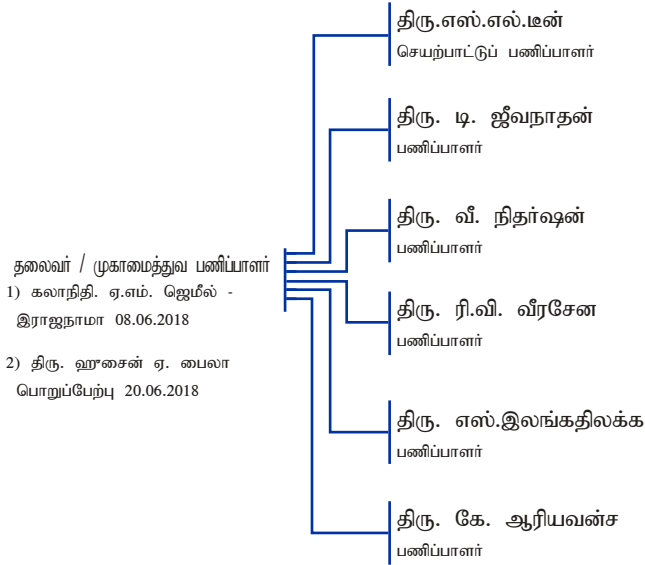 திரு.எஸ்.எல்.டீன்
செயற்பாட்டுப் பணிப்பாளர்
திரு. டி. ஜீவநாதன்
பணிப்பாளர்
திரு. வீ. நிதர்ஷன்
பணிப்பாளர்
தலைவர் / முகாமைத்துவ பணிப்பாளர்
1) கலாநிதி. ஏ.எம். ஜெமீல் -
இராஜநாமா 08.06.2018
2) திரு. ஹுசைன் ஏ. பைலா
பொறுப்பேற்பு 20.06.2018
திரு. ரி.வி. வீரசேன
பணிப்பாளர்
திரு. எஸ்.இலங்கதிலக்க
பணிப்பாளர்
திரு. கே. ஆரியவன்ச
பணிப்பாளர்